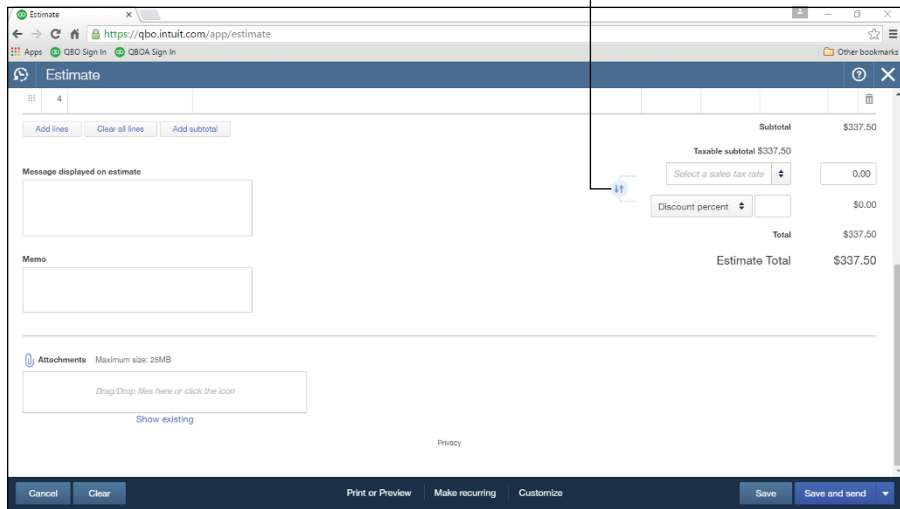 Estimate
https://qbo.intuit.com/app/estimate
Apps QBO Sign In QBOA Sign In Other bookmarks
Estimate
4
Add lines Clear all lines Add subtotal Subtotal $337.50
Taxable subtotal $337.50
Message displayed on estimate Select a sales tax rate 0.00
Discount percent $0.00
Total $337.50
Memo Estimate Total $337.50
Attachments Maximum size: 25MB
Drag/Drop files here or click the icon
Show existing
Privacy
Cancel Clear Print or Preview Make recurring Customize Save Save and send